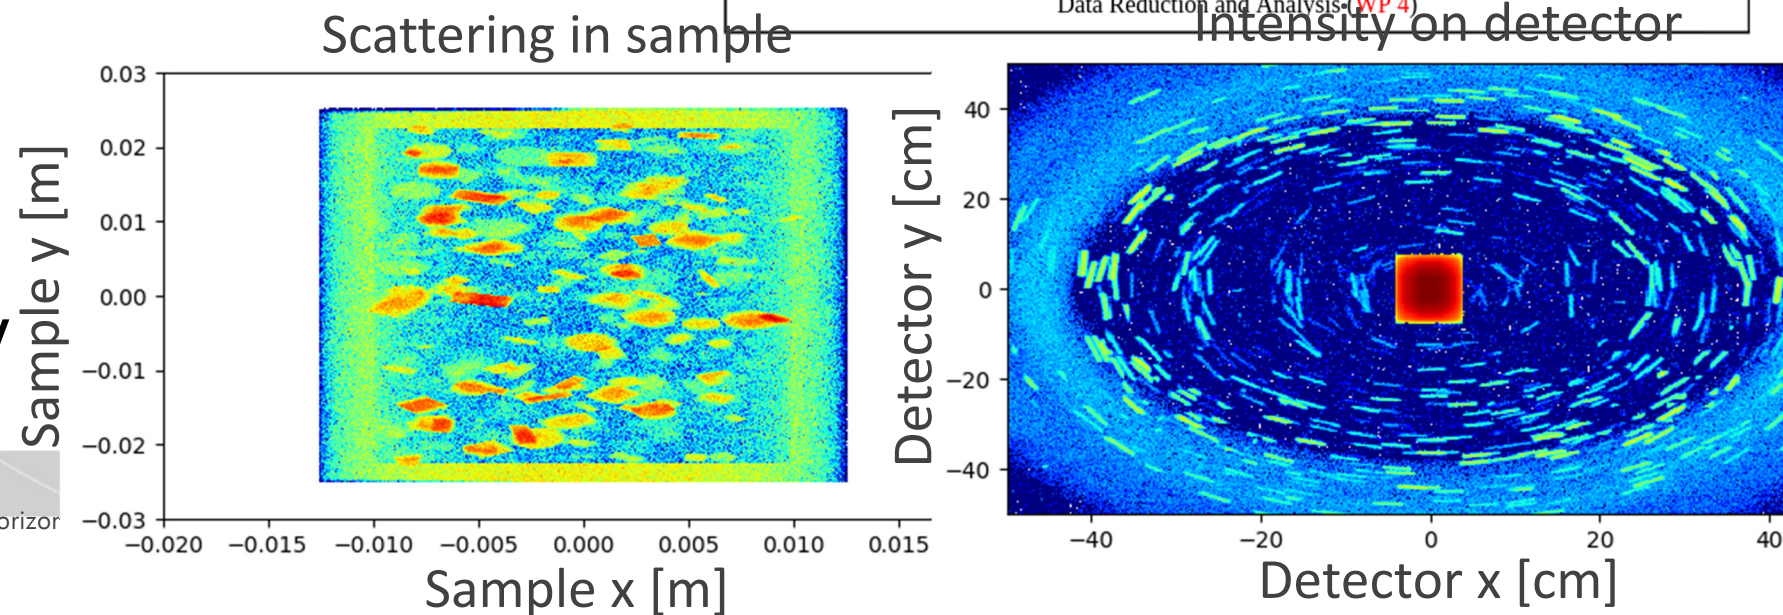 Data Reduction and Analysis (WP 4)
Scattering in sample
Intensity on detector
Sample y [m]
0.03
0.02
0.01
0.00
−0.01
−0.02
−0.03
−0.020 −0.015 −0.010 −0.005 0.000 0.005 0.010 0.015
Sample x [m]
Detector y [cm]
40
20
0
−20
−40
−40 −20 0 20 40
Detector x [cm]